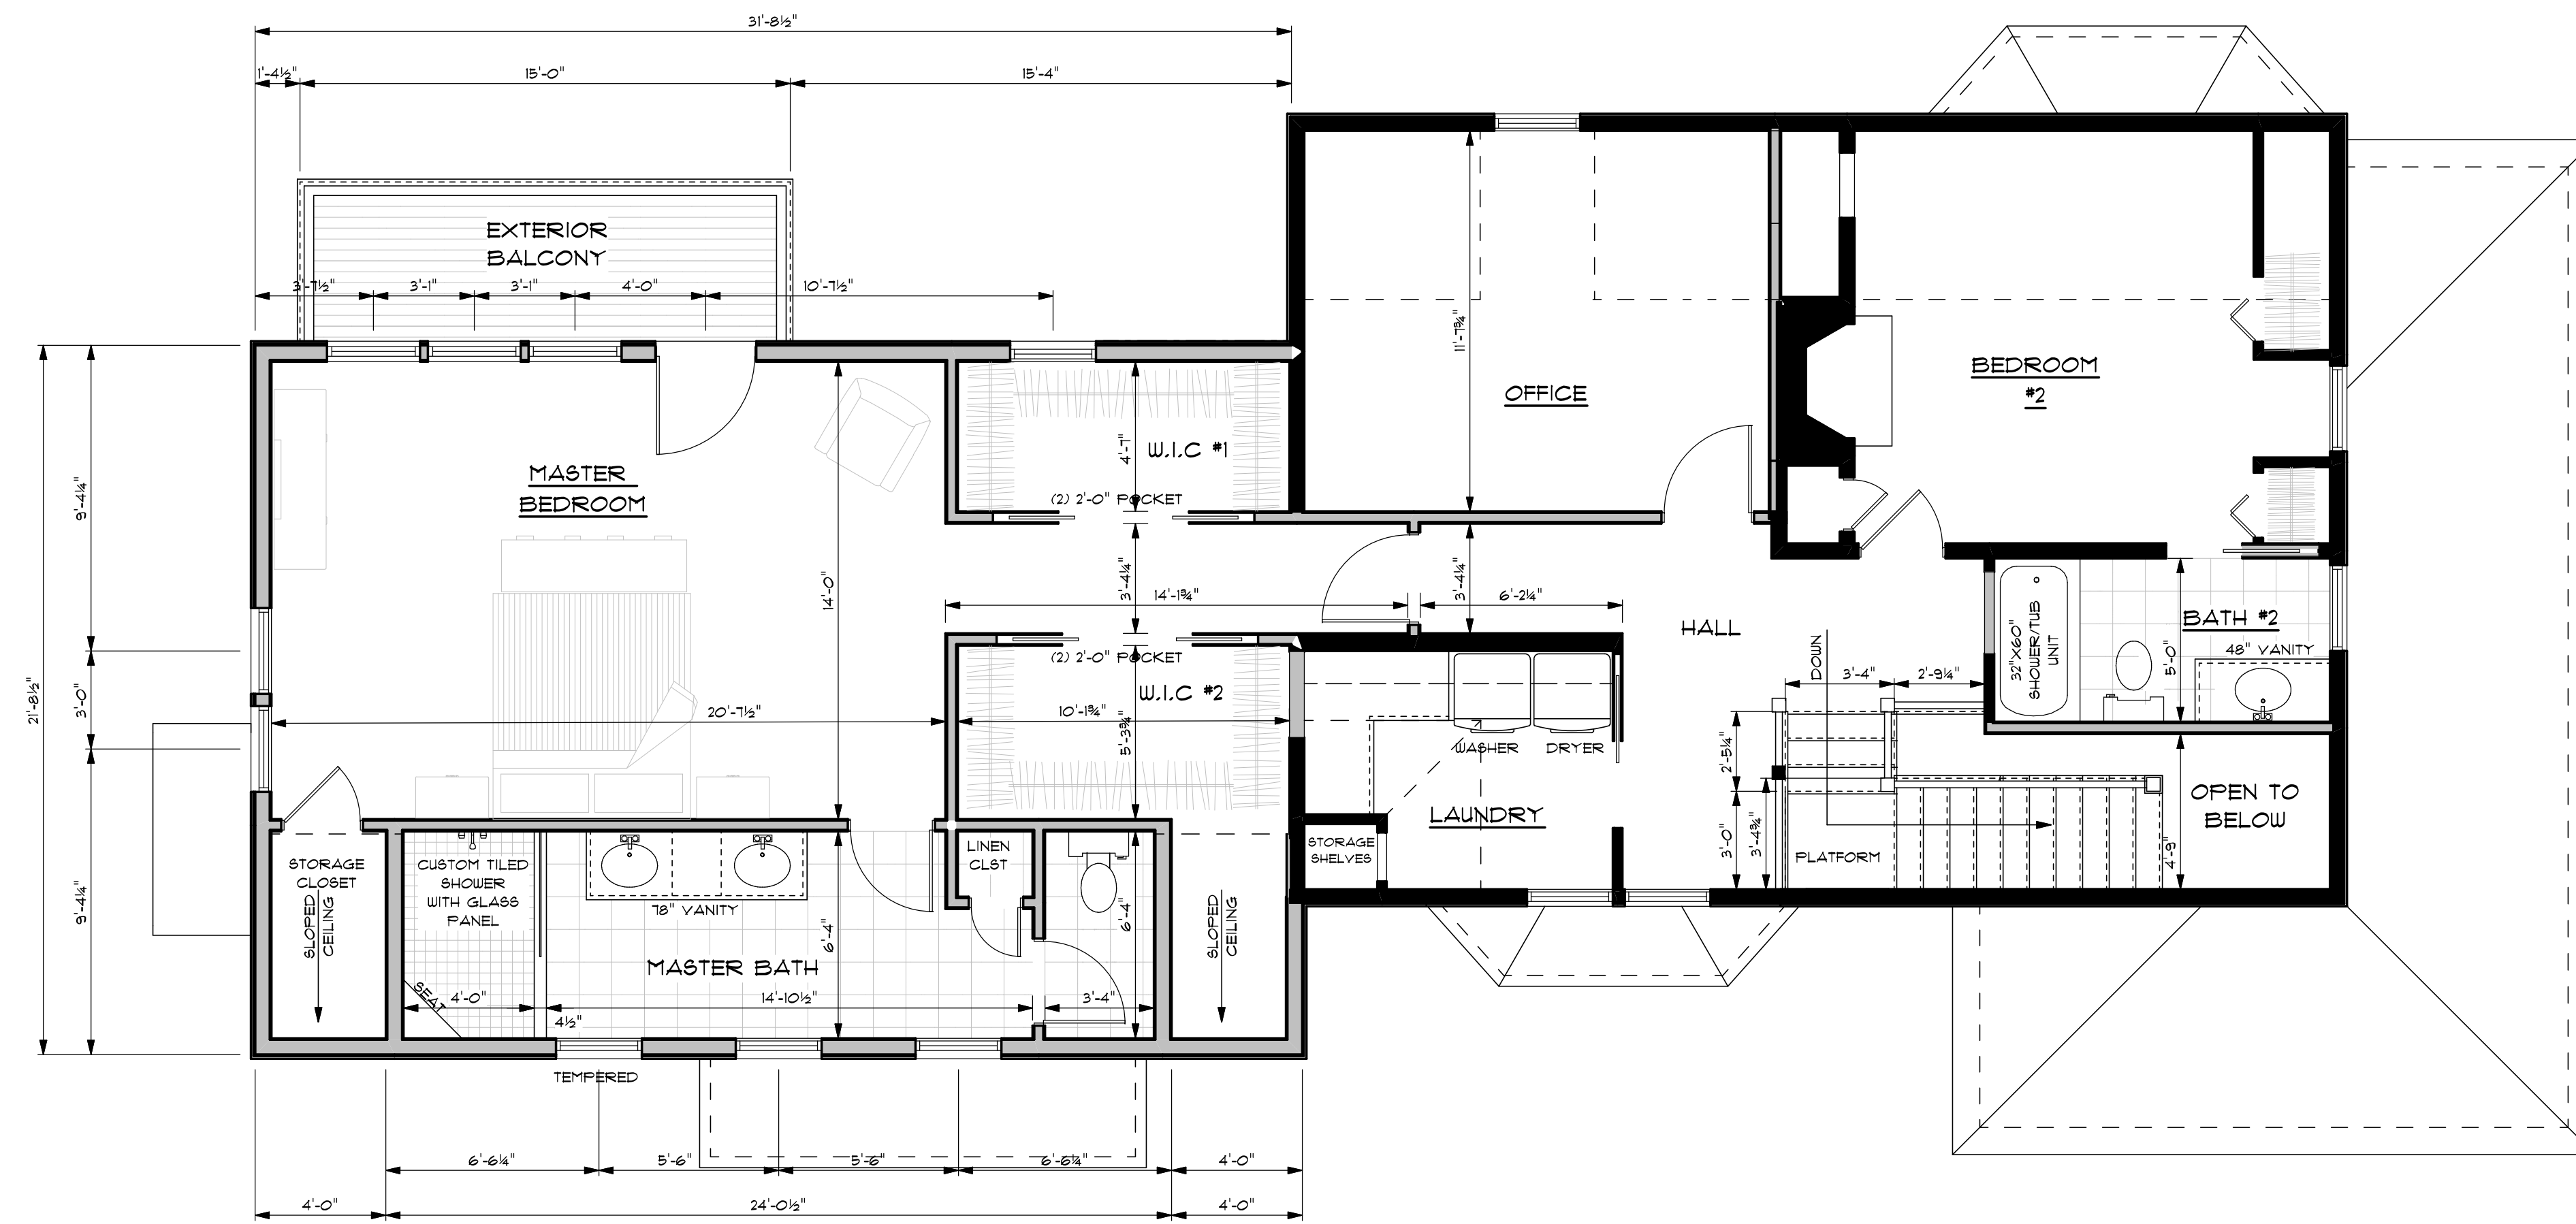 31'-8½"
1'-4½"
15'-0"
15'-4"
EXTERIOR
BALCONY
3'-7½"
3'-1"
3'-1"
4'-0"
10'-7½"
11'-7¾"
OFFICE
BEDROOM
#2
MASTER
BEDROOM
4'-7"
W.I.C #1
(2) 2'-0" POCKET
9'-4¼"
21'-8½"
3'-0"
9'-4¼"
14'-0"
3'-4¼"
14'-1¾"
3'-4¼"
6'-2¼"
HALL
DOWN
32"X60"
SHOWER/TUB
UNIT
BATH #2
5'-0"
48" VANITY
(2) 2'-0" POCKET
W.I.C #2
3'-4"
2'-9¼"
20'-7½"
10'-1¾"
5'-3¾"
WASHER
DRYER
2'-5¼"
LAUNDRY
OPEN TO
BELOW
3'-0"
3'-4¾"
PLATFORM
4'-9"
STORAGE
SHELVES
STORAGE
CLOSET
SLOPED
CEILING
CUSTOM TILED
SHOWER
WITH GLASS
PANEL
78" VANITY
LINEN
CLST
6'-4"
6'-4"
SLOPED
CEILING
MASTER BATH
SEAT
4'-0"
14'-10½"
3'-4"
4½"
TEMPERED
6'-6¼"
5'-6"
5'-6"
6'-6¼"
4'-0"
4'-0"
24'-0½"
4'-0"